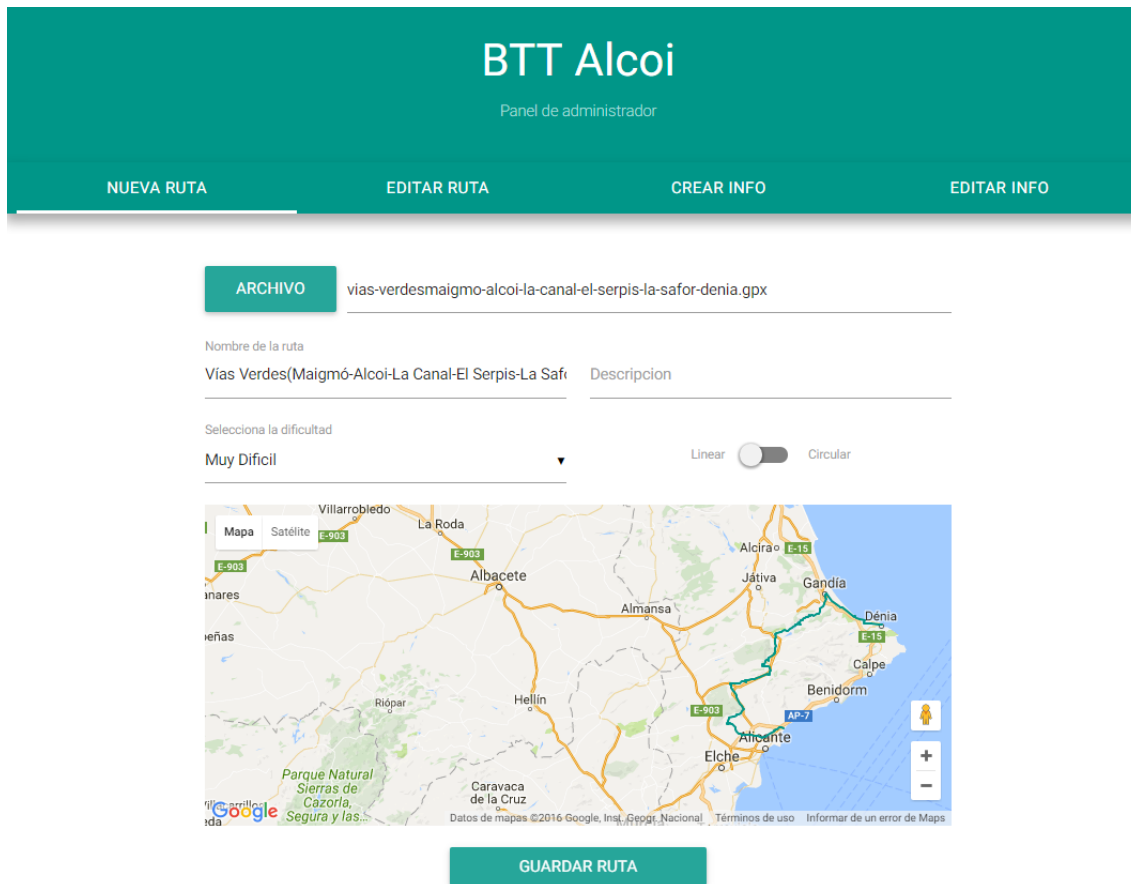 BTT Alcoi
Panel de administrador
NUEVA RUTA EDITAR RUTA CREAR INFO EDITAR INFO
ARCHIVO vias-verdesmaigmo-alcoi-la-canal-el-serpis-la-safor-denia.gpx
Nombre de la ruta
Vías Verdes(Maigmó-Alcoi-La Canal-El Serpis-La Safo Descripcion
Selecciona la dificultad
Muy Dificil ▼ Linear Circular
Villarrobledo
Mapa Satélite
La Roda
E-903
E-903
E-903
Albacete
Alcira
E-15
Játiva
Gandía
Almansa
Dénia
E-15
Calpe
Benidorm
Riópar
Hellín
E-903
AP-7
Alicante
Elche
Parque Natural
Sierras de
Cazorla,
Segura y las...
Caravaca
de la Cruz
Google
Datos de mapas ©2016 Google, Inst. Geogr. Nacional Términos de uso Informar de un error de Maps
GUARDAR RUTA